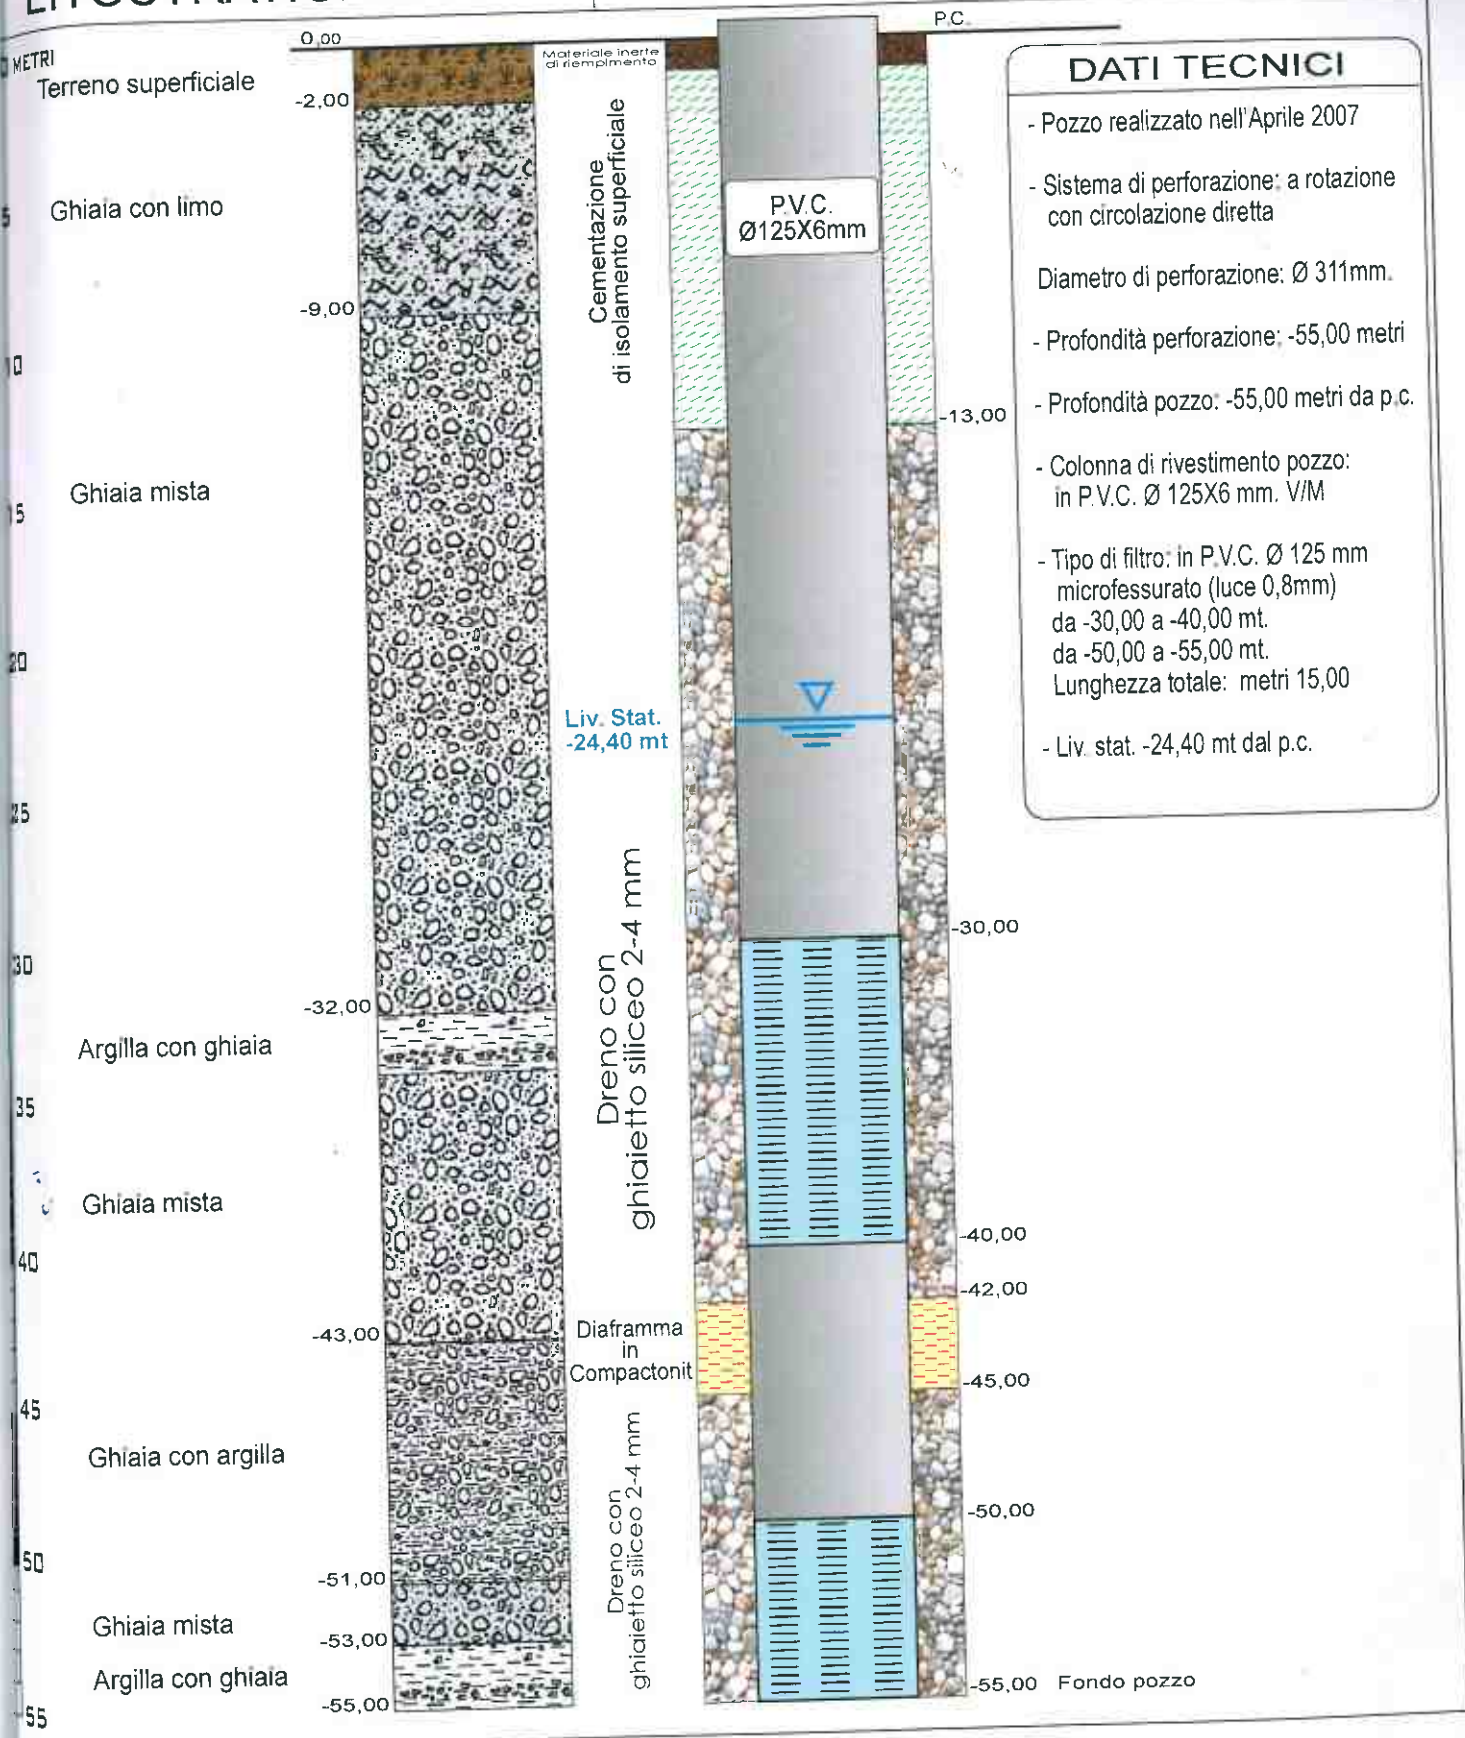 METRI
0,00
Terreno superficiale
-2,00
Ghiaia con limo
5
-9,00
10
Ghiaia mista
15
20
25
30
-32,00
Argilla con ghiaia
35
Ghiaia mista
40
-43,00
45
Ghiaia con argilla
50
-51,00
Ghiaia mista
-53,00
Argilla con ghiaia
-55,00
55
Materiale inerte
di riempimento
Cementazione
di isolamento superficiale
Liv. Stat.
-24,40 mt
Dreno con
ghiaietto siliceo 2-4 mm
Diaframma
in
Compactonit
Dreno con
ghiaietto siliceo 2-4 mm
P.C.
P.V.C.
Ø125X6mm
-13,00
-30,00
-40,00
-42,00
-45,00
-50,00
-55,00 Fondo pozzo
DATI TECNICI
- Pozzo realizzato nell'Aprile 2007
- Sistema di perforazione: a rotazione
con circolazione diretta
Diametro di perforazione: Ø 311mm.
- Profondità perforazione: -55,00 metri
- Profondità pozzo: -55,00 metri da p.c.
- Colonna di rivestimento pozzo:
in P.V.C. Ø 125X6 mm. V/M
- Tipo di filtro: in P.V.C. Ø 125 mm
microfessurato (luce 0,8mm)
da -30,00 a -40,00 mt.
da -50,00 a -55,00 mt.
Lunghezza totale: metri 15,00
- Liv. stat. -24,40 mt dal p.c.